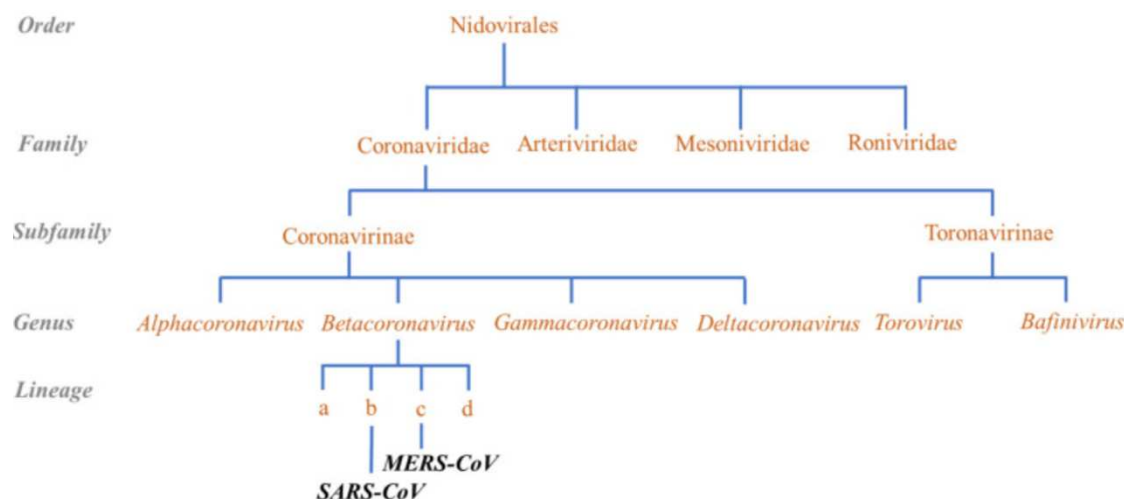 Order Nidovirales
Family Coronaviridae Arteriviridae Mesoniviridae Roniviridae
Subfamily Coronavirinae Toronavirinae
Genus Alphacoronavirus Betacoronavirus Gammacoronavirus Deltacoronavirus Torovirus Bafinivirus
Lineage
a b c d
MERS-CoV
SARS-CoV